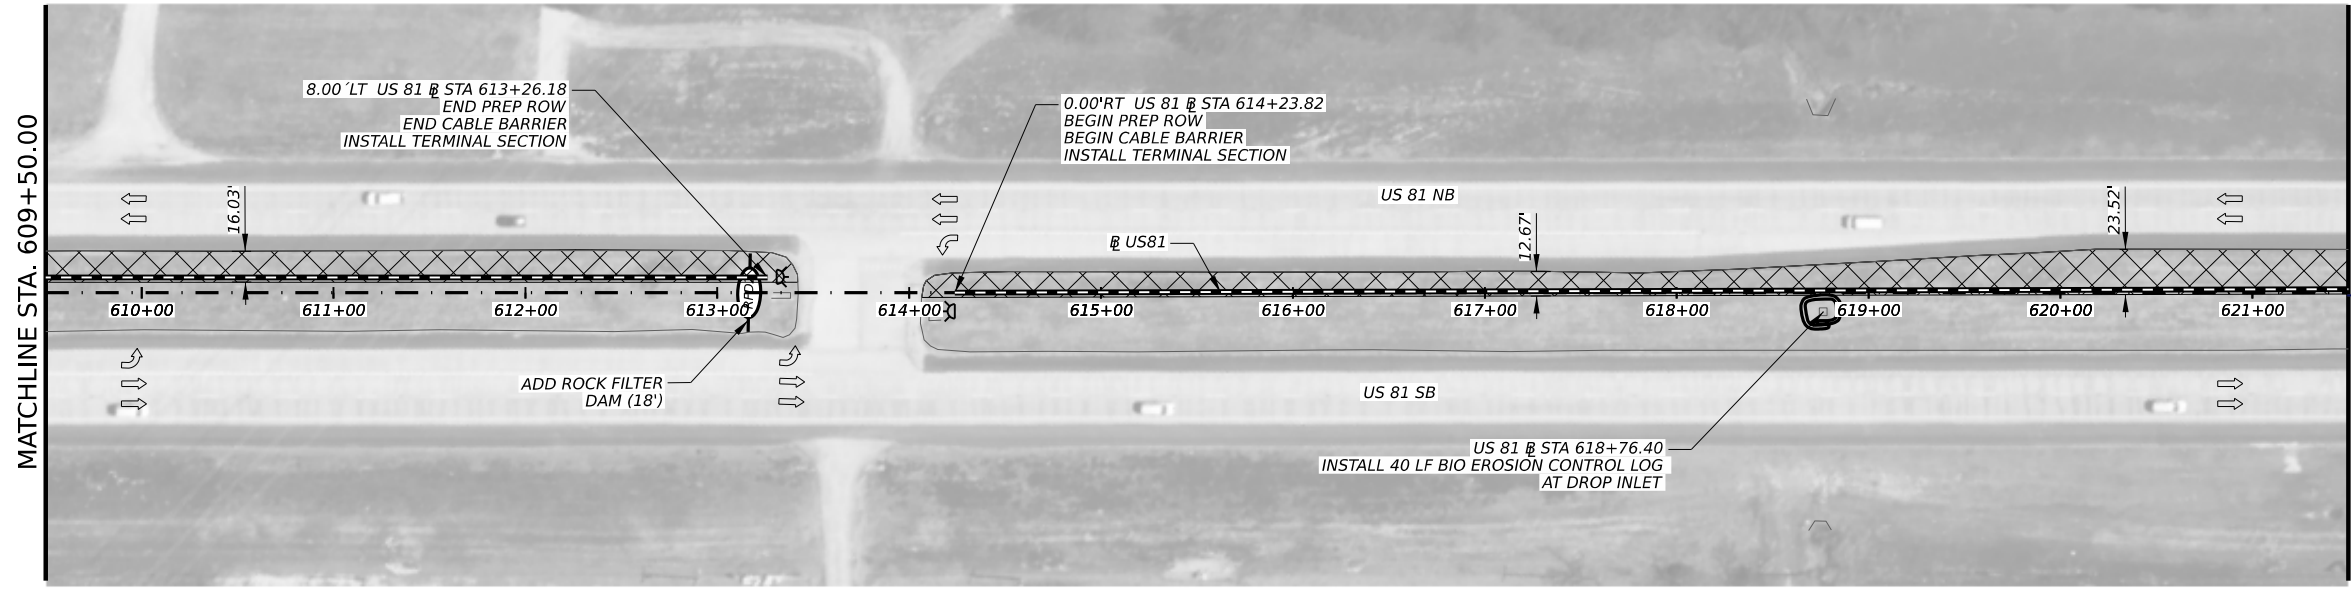 MATCHLINE STA. 609+50.00
8.00´LT US 81 ⅊ STA 613+26.18
END PREP ROW
END CABLE BARRIER
INSTALL TERMINAL SECTION
0.00'RT US 81 ⅊ STA 614+23.82
BEGIN PREP ROW
BEGIN CABLE BARRIER
INSTALL TERMINAL SECTION
16.03'
US 81 NB
12.67'
23.52'
BL US81
RFD1
610+00 611+00 612+00 613+00 614+00 615+00 616+00 617+00 618+00 619+00 620+00 621+00
ADD ROCK FILTER
DAM (18')
US 81 SB
US 81 BL STA 618+76.40
INSTALL 40 LF BIO EROSION CONTROL LOG
AT DROP INLET